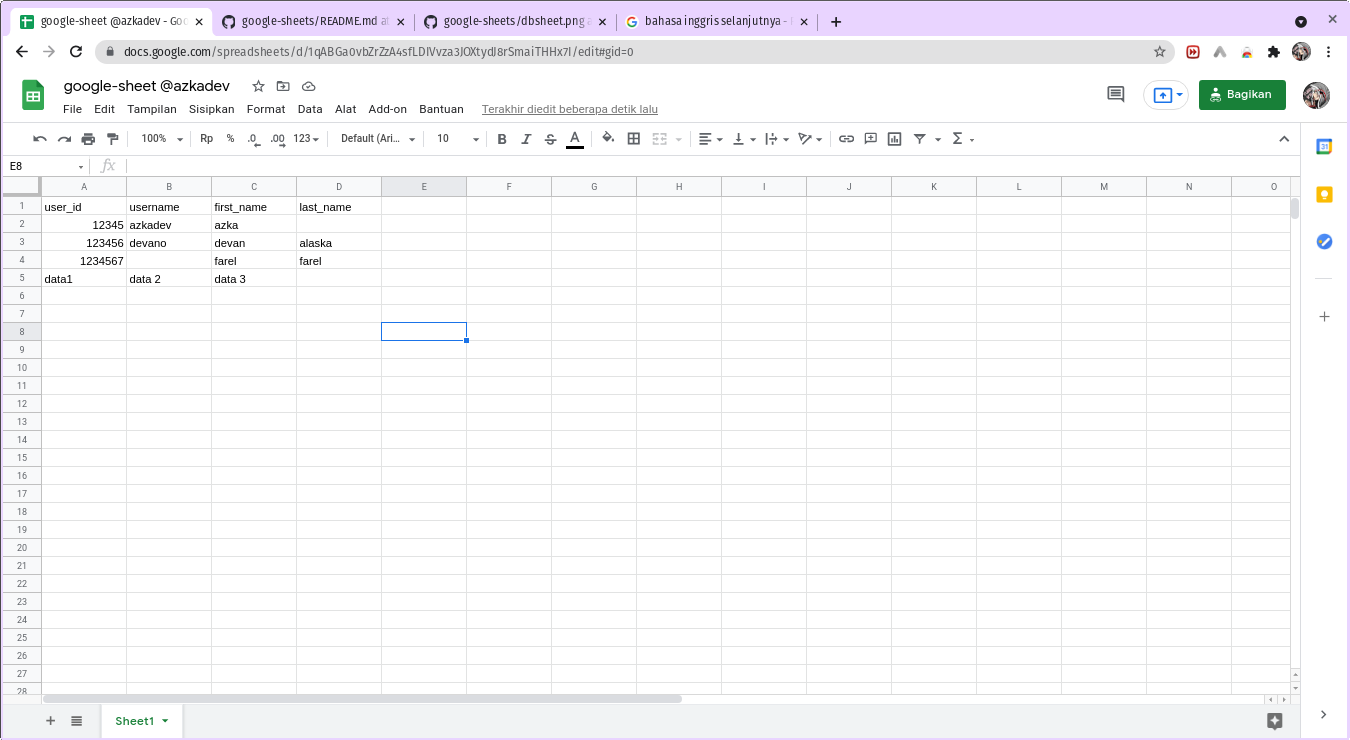 google-sheet @azkadev - Goo
google-sheets/README.md at
google-sheets/dbsheet.png a
bahasa inggris selanjutnya -
docs.google.com/spreadsheets/d/1qABGa0vbZrZzA4sfLDIVvza3JOXtydJ8rSmaiTHHx7I/edit#gid=0
google-sheet @azkadev
File Edit Tampilan Sisipkan Format Data Alat Add-on Bantuan Terakhir diedit beberapa detik lalu
Bagikan
100% Rp % .0 .00 123 Default (Ari... 10 B I S A Σ
E8 fx
A B C D E F G H I J K L M N O
1 user_id username first_name last_name
2 12345 azkadev azka
3 123456 devano devan alaska
4 1234567 farel farel
5 data1 data 2 data 3
6
7
8
9
10
11
12
13
14
15
16
17
18
19
20
21
22
23
24
25
26
27
28
Sheet1
31